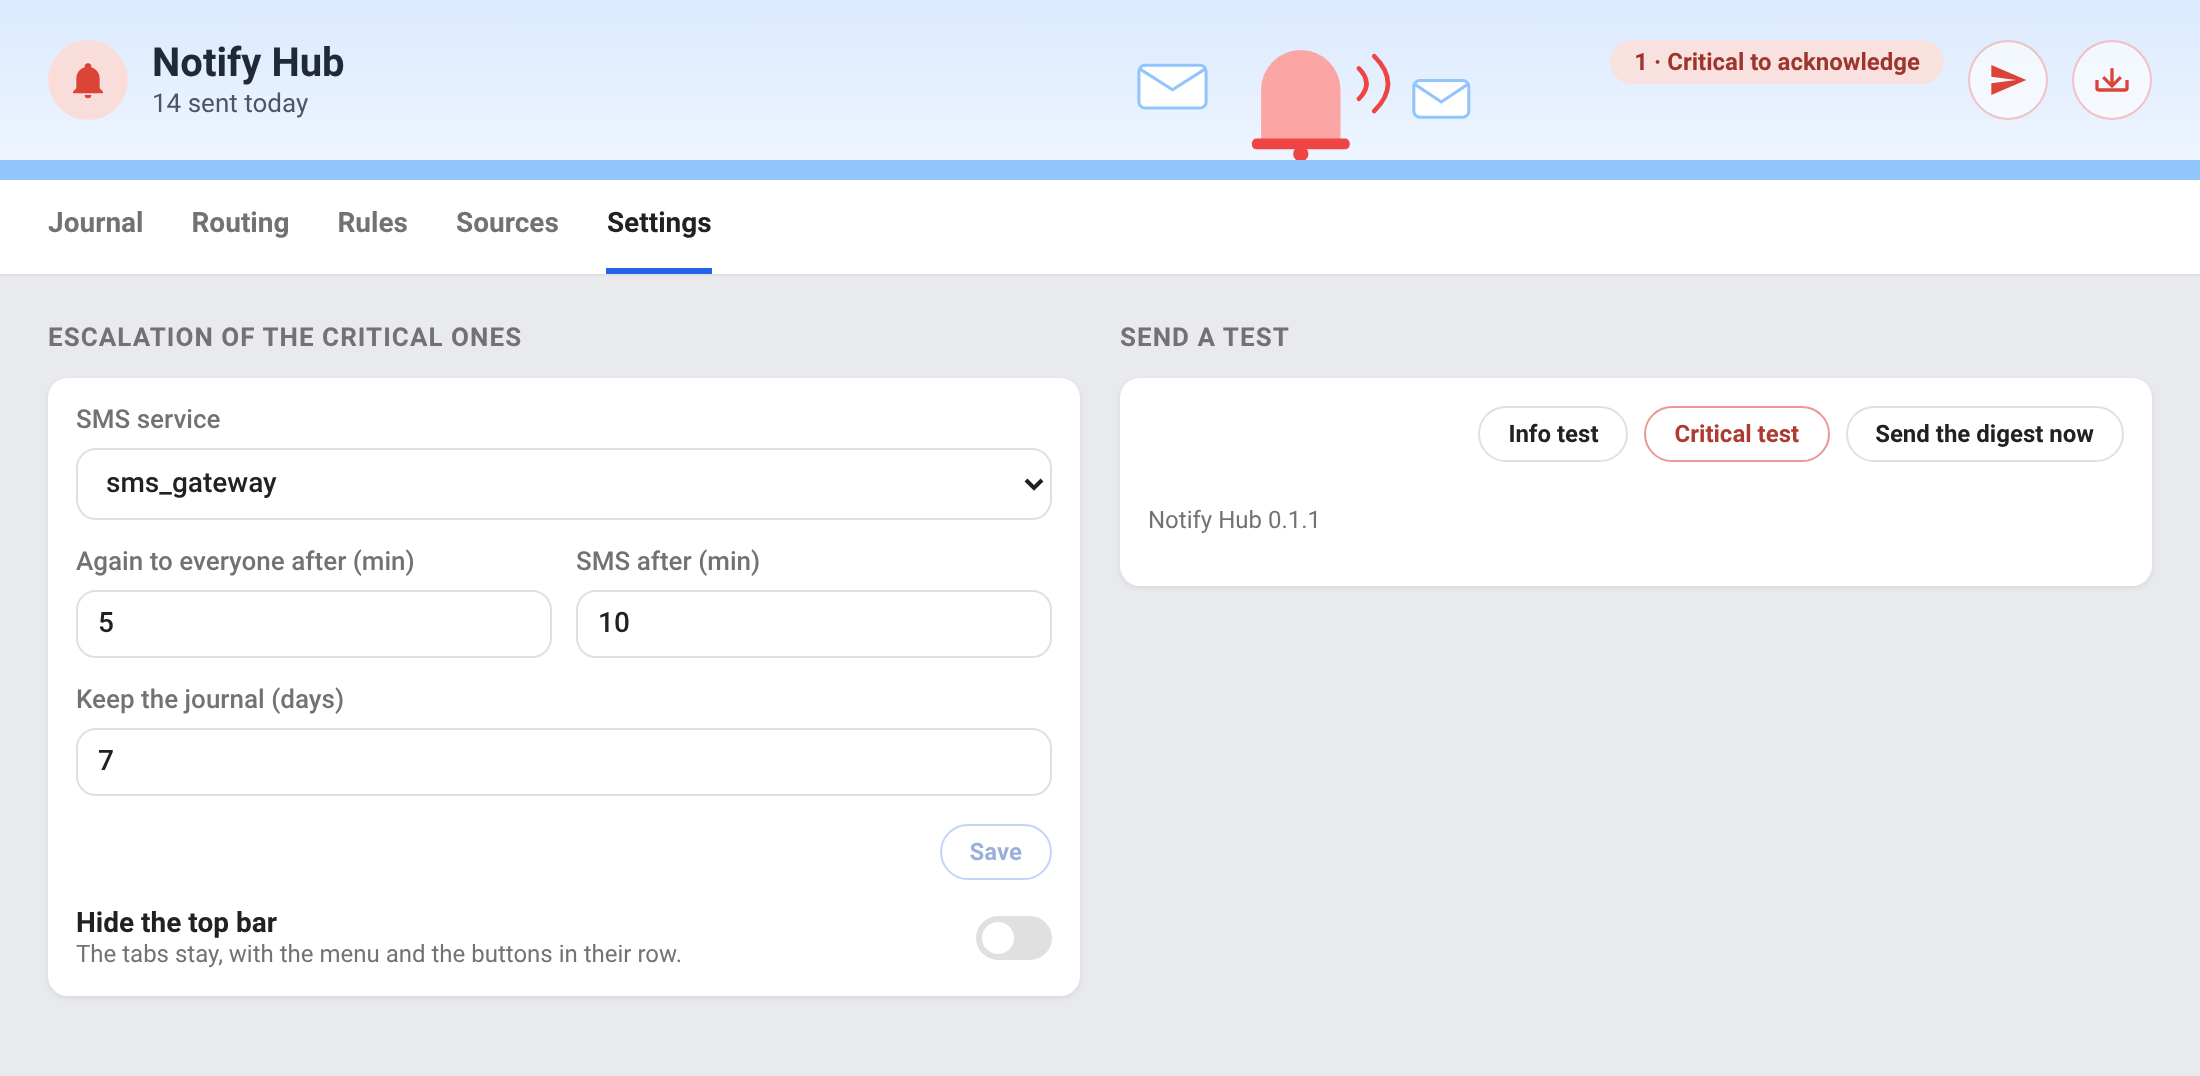 Notify Hub
14 sent today
1 · Critical to acknowledge
Journal
Routing
Rules
Sources
Settings
ESCALATION OF THE CRITICAL ONES
SMS service
sms_gateway
Again to everyone after (min)
SMS after (min)
5
10
Keep the journal (days)
7
Save
Hide the top bar
The tabs stay, with the menu and the buttons in their row.
SEND A TEST
Info test
Critical test
Send the digest now
Notify Hub 0.1.1